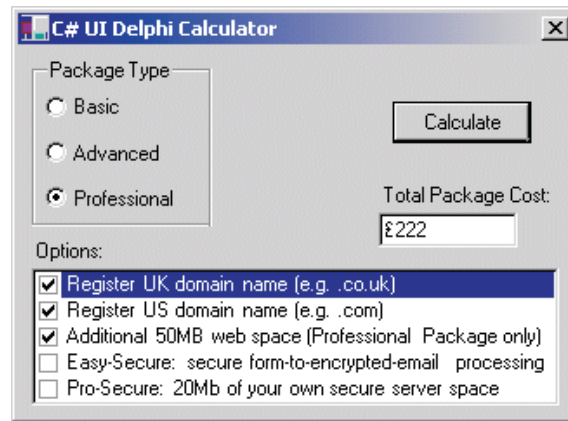 C# UI Delphi Calculator
Package Type
Basic
Advanced
Professional
Calculate
Total Package Cost:
£222
Options:
Register UK domain name (e.g. .co.uk)
Register US domain name (e.g. .com)
Additional 50MB web space (Professional Package only)
Easy-Secure: secure form-to-encrypted-email processing
Pro-Secure: 20Mb of your own secure server space